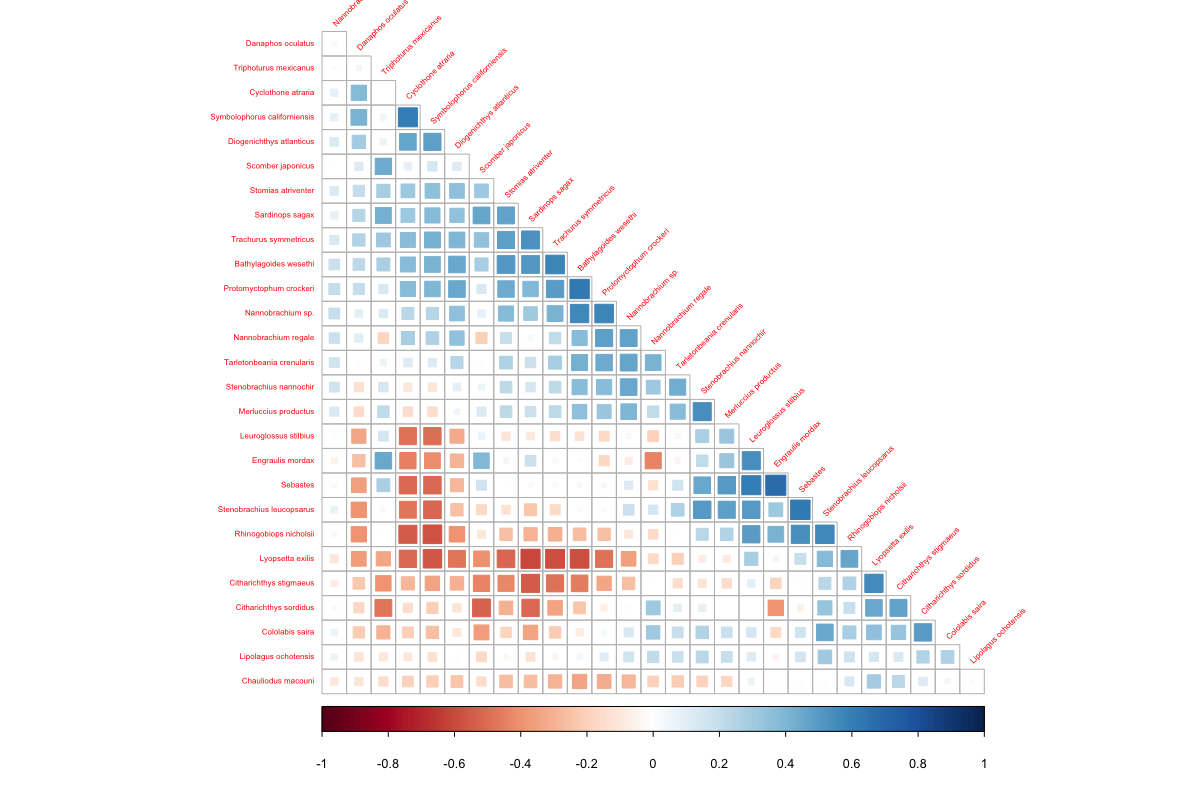 Nannobra
Danaphos oculatus
Triphoturus mexicanus
Cyclothone atraria
Symbolophorus californiensis
Diogenichthys atlanticus
Scomber japonicus
Stomias atriventer
Sardinops sagax
Trachurus symmetricus
Bathylagoides wesethi
Protomyctophum crockeri
Nannobrachium sp.
Nannobrachium regale
Tarletonbeania crenularis
Stenobrachius nannochir
Merluccius productus
Leuroglossus stilbius
Engraulis mordax
Sebastes
Stenobrachius leucopsarus
Rhinogobiops nicholsii
Lyopsetta exilis
Citharichthys stigmaeus
Citharichthys sordidus
Cololabis saira
Lipolagus ochotensis
Danaphos oculatus
Triphoturus mexicanus
Cyclothone atraria
Symbolophorus californiensis
Diogenichthys atlanticus
Scomber japonicus
Stomias atriventer
Sardinops sagax
Trachurus symmetricus
Bathylagoides wesethi
Protomyctophum crockeri
Nannobrachium sp.
Nannobrachium regale
Tarletonbeania crenularis
Stenobrachius nannochir
Merluccius productus
Leuroglossus stilbius
Engraulis mordax
Sebastes
Stenobrachius leucopsarus
Rhinogobiops nicholsii
Lyopsetta exilis
Citharichthys stigmaeus
Citharichthys sordidus
Cololabis saira
Lipolagus ochotensis
Chauliodus macouni
-1 -0.8 -0.6 -0.4 -0.2 0 0.2 0.4 0.6 0.8 1